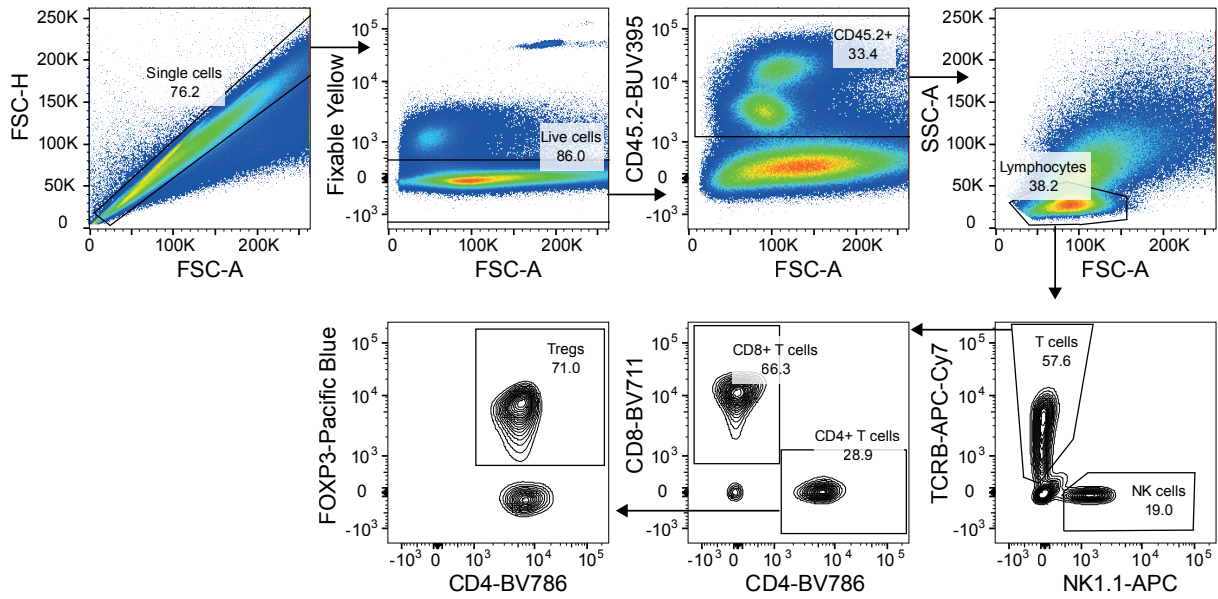 FSC-H
250K
200K
150K
100K
50K
0
Single cells
76.2
0
100K
200K
FSC-A
Fixable Yellow
10^5
10^4
10^3
0
-10^3
Live cells
86.0
0
100K
200K
FSC-A
CD45.2-BUV395
10^5
10^4
10^3
0
-10^3
CD45.2+
33.4
0
100K
200K
FSC-A
SSC-A
250K
200K
150K
100K
50K
0
Lymphocytes
38.2
0
100K
200K
FSC-A
FOXP3-Pacific Blue
10^5
10^4
10^3
0
-10^3
Tregs
71.0
-10^3
0
10^3
10^4
10^5
CD4-BV786
CD8-BV711
10^5
10^4
10^3
0
-10^3
CD8+ T cells
66.3
CD4+ T cells
28.9
-10^3
0
10^3
10^4
10^5
CD4-BV786
TCRB-APC-Cy7
10^5
10^4
10^3
0
-10^3
T cells
57.6
NK cells
19.0
-10^3
0
10^3
10^4
10^5
NK1.1-APC